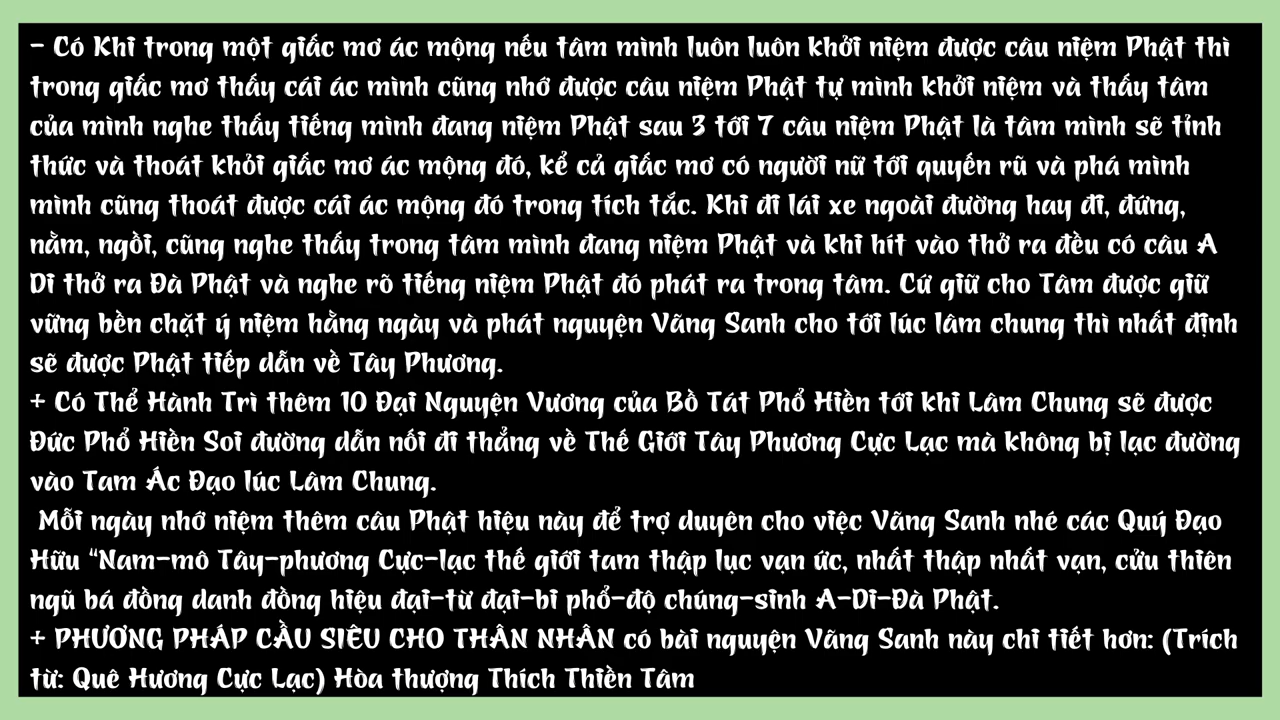 - Có Khi trong một giấc mơ ác mộng nếu tâm mình luôn luôn khởi niệm được câu niệm Phật thì
trong giấc mơ thấy cái ác mình cũng nhớ được câu niệm Phật tự mình khởi niệm và thấy tâm
của mình nghe thấy tiếng mình đang niệm Phật sau 3 tới 7 câu niệm Phật là tâm mình sẽ tỉnh
thức và thoát khỏi giấc mơ ác mộng đó, kể cả giấc mơ có người nữ tới quyến rũ và phá mình
mình cũng thoát được cái ác mộng đó trong tích tắc. Khi đi lái xe ngoài đường hay đi, đứng,
nằm, ngồi, cũng nghe thấy trong tâm mình đang niệm Phật và khi hít vào thở ra đều có câu A
Di thở ra Đà Phật và nghe rõ tiếng niệm Phật đó phát ra trong tâm. Cứ giữ cho Tâm được giữ
vững bền chặt ý niệm hằng ngày và phát nguyện Vãng Sanh cho tới lúc lâm chung thì nhất định
sẽ được Phật tiếp dẫn về Tây Phương.
+ Có Thể Hành Trì thêm 10 Đại Nguyện Vương của Bồ Tát Phổ Hiền tới khi Lâm Chung sẽ được
Đức Phổ Hiền Soi đường dẫn nối đi thẳng về Thế Giới Tây Phương Cực Lạc mà không bị lạc đường
vào Tam Ác Đạo lúc Lâm Chung.
Mỗi ngày nhớ niệm thêm câu Phật hiệu này để trợ duyên cho việc Vãng Sanh nhé các Quý Đạo
Hữu “Nam-mô Tây-phương Cực-lạc thế giới tam thập lục vạn ức, nhất thập nhất vạn, cửu thiên
ngũ bá đồng danh đồng hiệu đại-từ đại-bi phổ-độ chúng-sinh A-Di-Đà Phật.
+ PHƯƠNG PHÁP CẦU SIÊU CHO THÂN NHÂN có bài nguyện Vãng Sanh này chi tiết hơn: (Trích
từ: Quê Hương Cực Lạc) Hòa thượng Thích Thiền Tâm